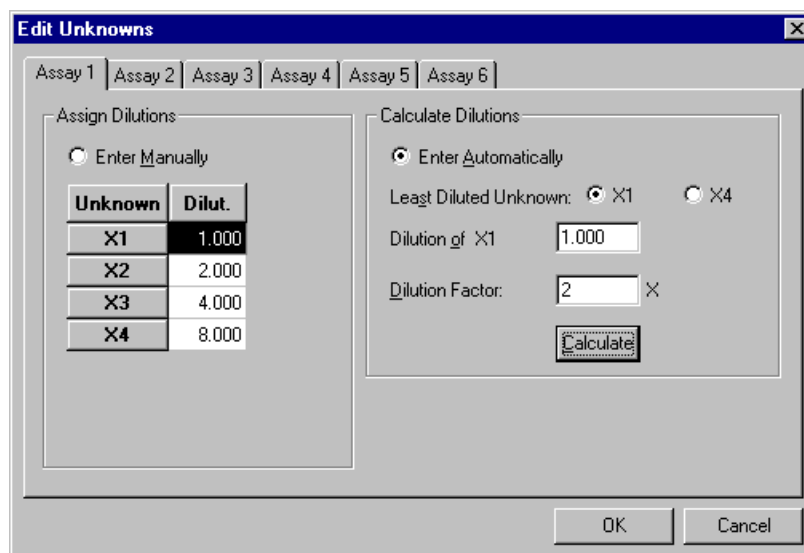 Edit Unknowns
Assay 1 Assay 2 Assay 3 Assay 4 Assay 5 Assay 6
Assign Dilutions
Enter Manually
Unknown Dilut.
X1 1.000
X2 2.000
X3 4.000
X4 8.000
Calculate Dilutions
Enter Automatically
Least Diluted Unknown: X1 X4
Dilution of X1 1.000
Dilution Factor: 2 X
Calculate
OK Cancel